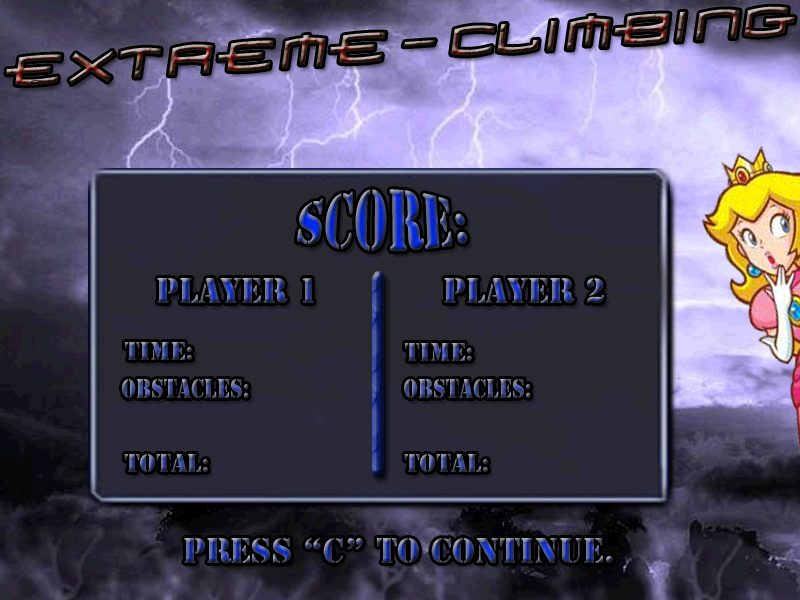 EXTREME - CLIMBING
SCORE:
PLAYER 1 PLAYER 2
TIME: TIME:
OBSTACLES: OBSTACLES:
TOTAL: TOTAL:
PRESS “C” TO CONTINUE.